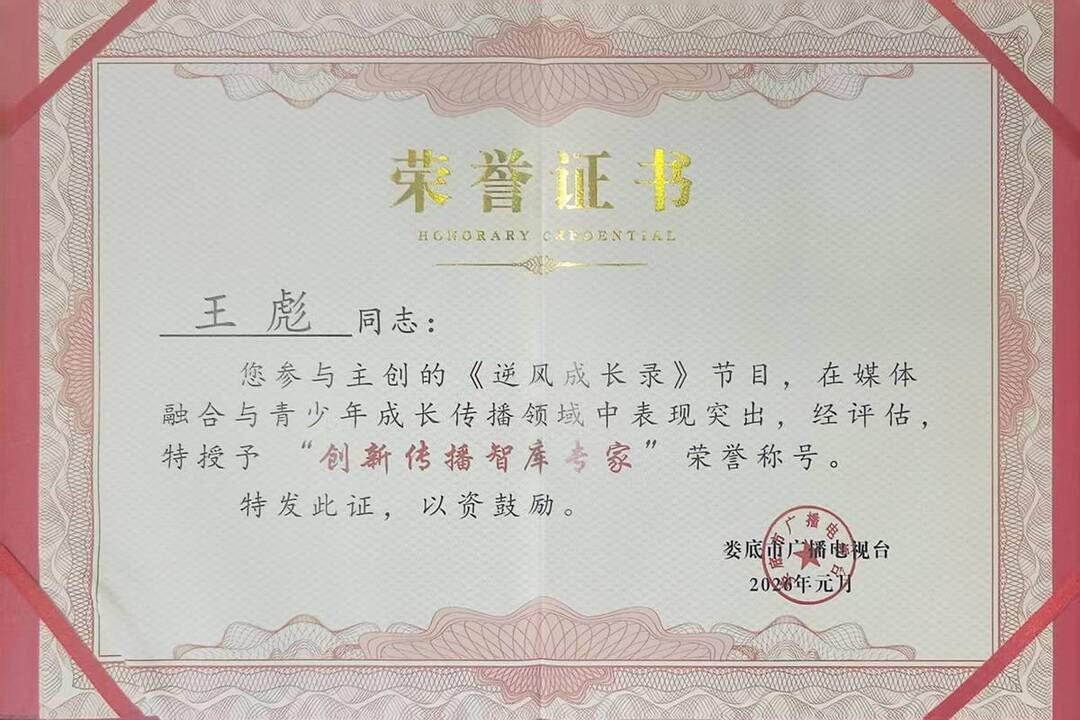 荣誉证书
HONORARY CREDENTIAL
王彪 同志：
您参与主创的《逆风成长录》节目，在媒体
融合与青少年成长传播领域中表现突出，经评估，
特授予“创新传播智库专家”荣誉称号。
特发此证，以资鼓励。
娄底市广播电视台
2026年元月